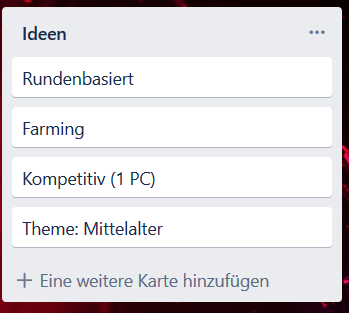 Ideen
Rundenbasiert
Farming
Kompetitiv (1 PC)
Theme: Mittelalter
+ Eine weitere Karte hinzufügen